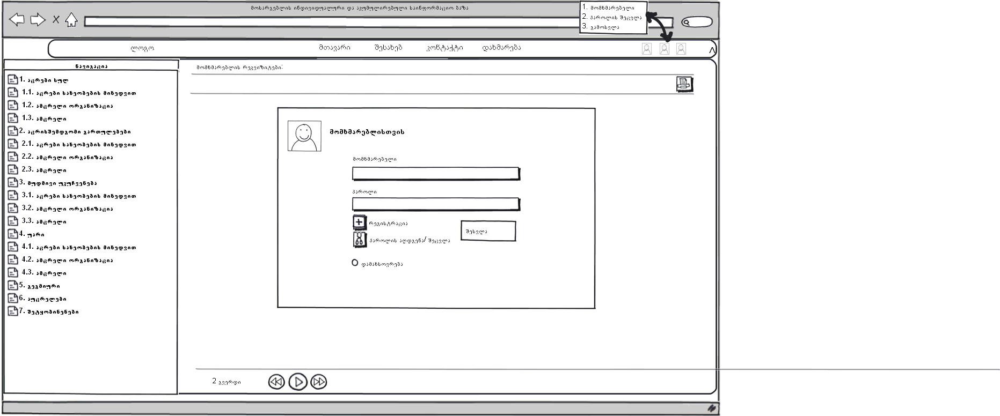 მოსარგებლის ინდივიდუალური და აკუმულირებული საინფორმაციო ბაზა
1. მომხმარებელი
2. პაროლის შეცვლა
3. გამოსვლა
ლოგო მთავარი შესახებ კონტაქტი დახმარება
ნავიგაცია
მომხმარებლის რეკვიზიტები:
1. აცრები სულ
1.1. აცრები სახეობების მიხედვით
1.2. ამცრელი ორგანიზაცია
1.3. ამცრელი
2. აცრისშემდგომი გართულებები
2.1. აცრები სახეობების მიხედვით
2.2. ამცრელი ორგანიზაცია
2.3. ამცრელი
3. მუდმივი უკუჩვენება
3.1. აცრები სახეობების მიხედვით
3.2. ამცრელი ორგანიზაცია
3.3. ამცრელი
4. უარი
4.1. აცრები სახეობების მიხედვით
4.2. ამცრელი ორგანიზაცია
4.3. ამცრელი
5. გეგმიური
6. აუცრელები
7. შეტყობინენები
მომხმარებლისთვის
მომხმარებელი
პაროლი
რეგისტრაცია
შესვლა
პაროლის აღდგენა/ შეცვლა
დამახსოვრება
2 გვერდი